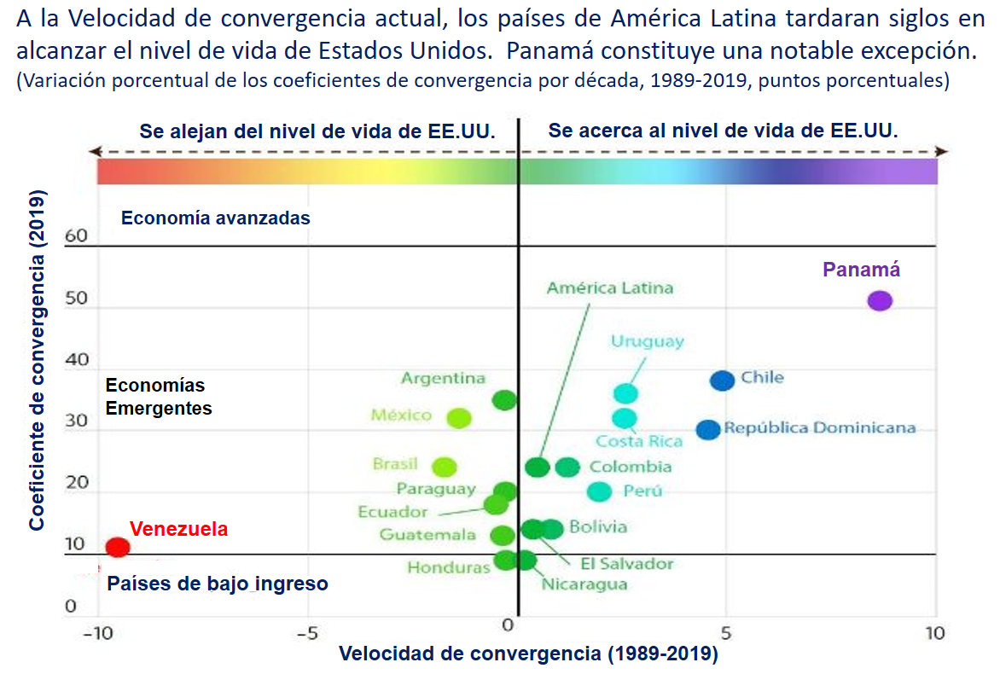 A la Velocidad de convergencia actual, los países de América Latina tardaran siglos en
alcanzar el nivel de vida de Estados Unidos. Panamá constituye una notable excepción.
(Variación porcentual de los coeficientes de convergencia por década, 1989-2019, puntos porcentuales)
Se alejan del nivel de vida de EE.UU.
Se acerca al nivel de vida de EE.UU.
Coeficiente de convergencia (2019)
Economía avanzadas
60
Panamá
América Latina
50
Uruguay
40
Argentina
Chile
Economías
Emergentes
México
30
República Dominicana
Costa Rica
Brasil
Colombia
20
Paraguay
Perú
Ecuador
Venezuela
Bolivia
Guatemala
10
El Salvador
Honduras
Países de bajo ingreso
Nicaragua
0
−10
−5
0
5
10
Velocidad de convergencia (1989-2019)